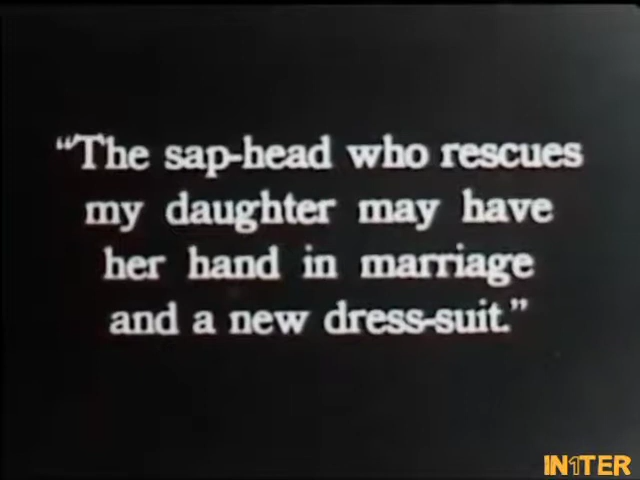 “The sap-head who rescues
my daughter may have
her hand in marriage
and a new dress-suit.”
IN1TER